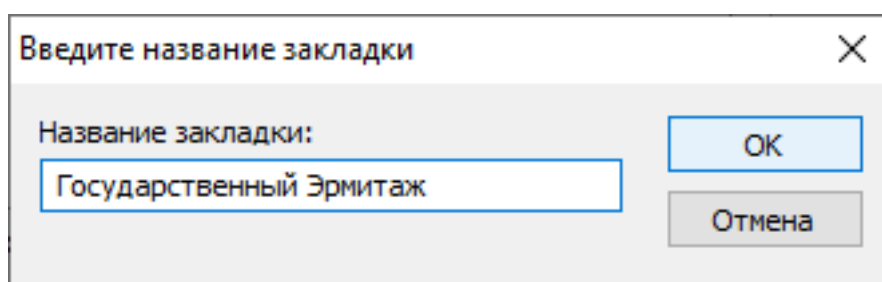 Введите название закладки
Название закладки:
OK
Государственный Эрмитаж
Отмена